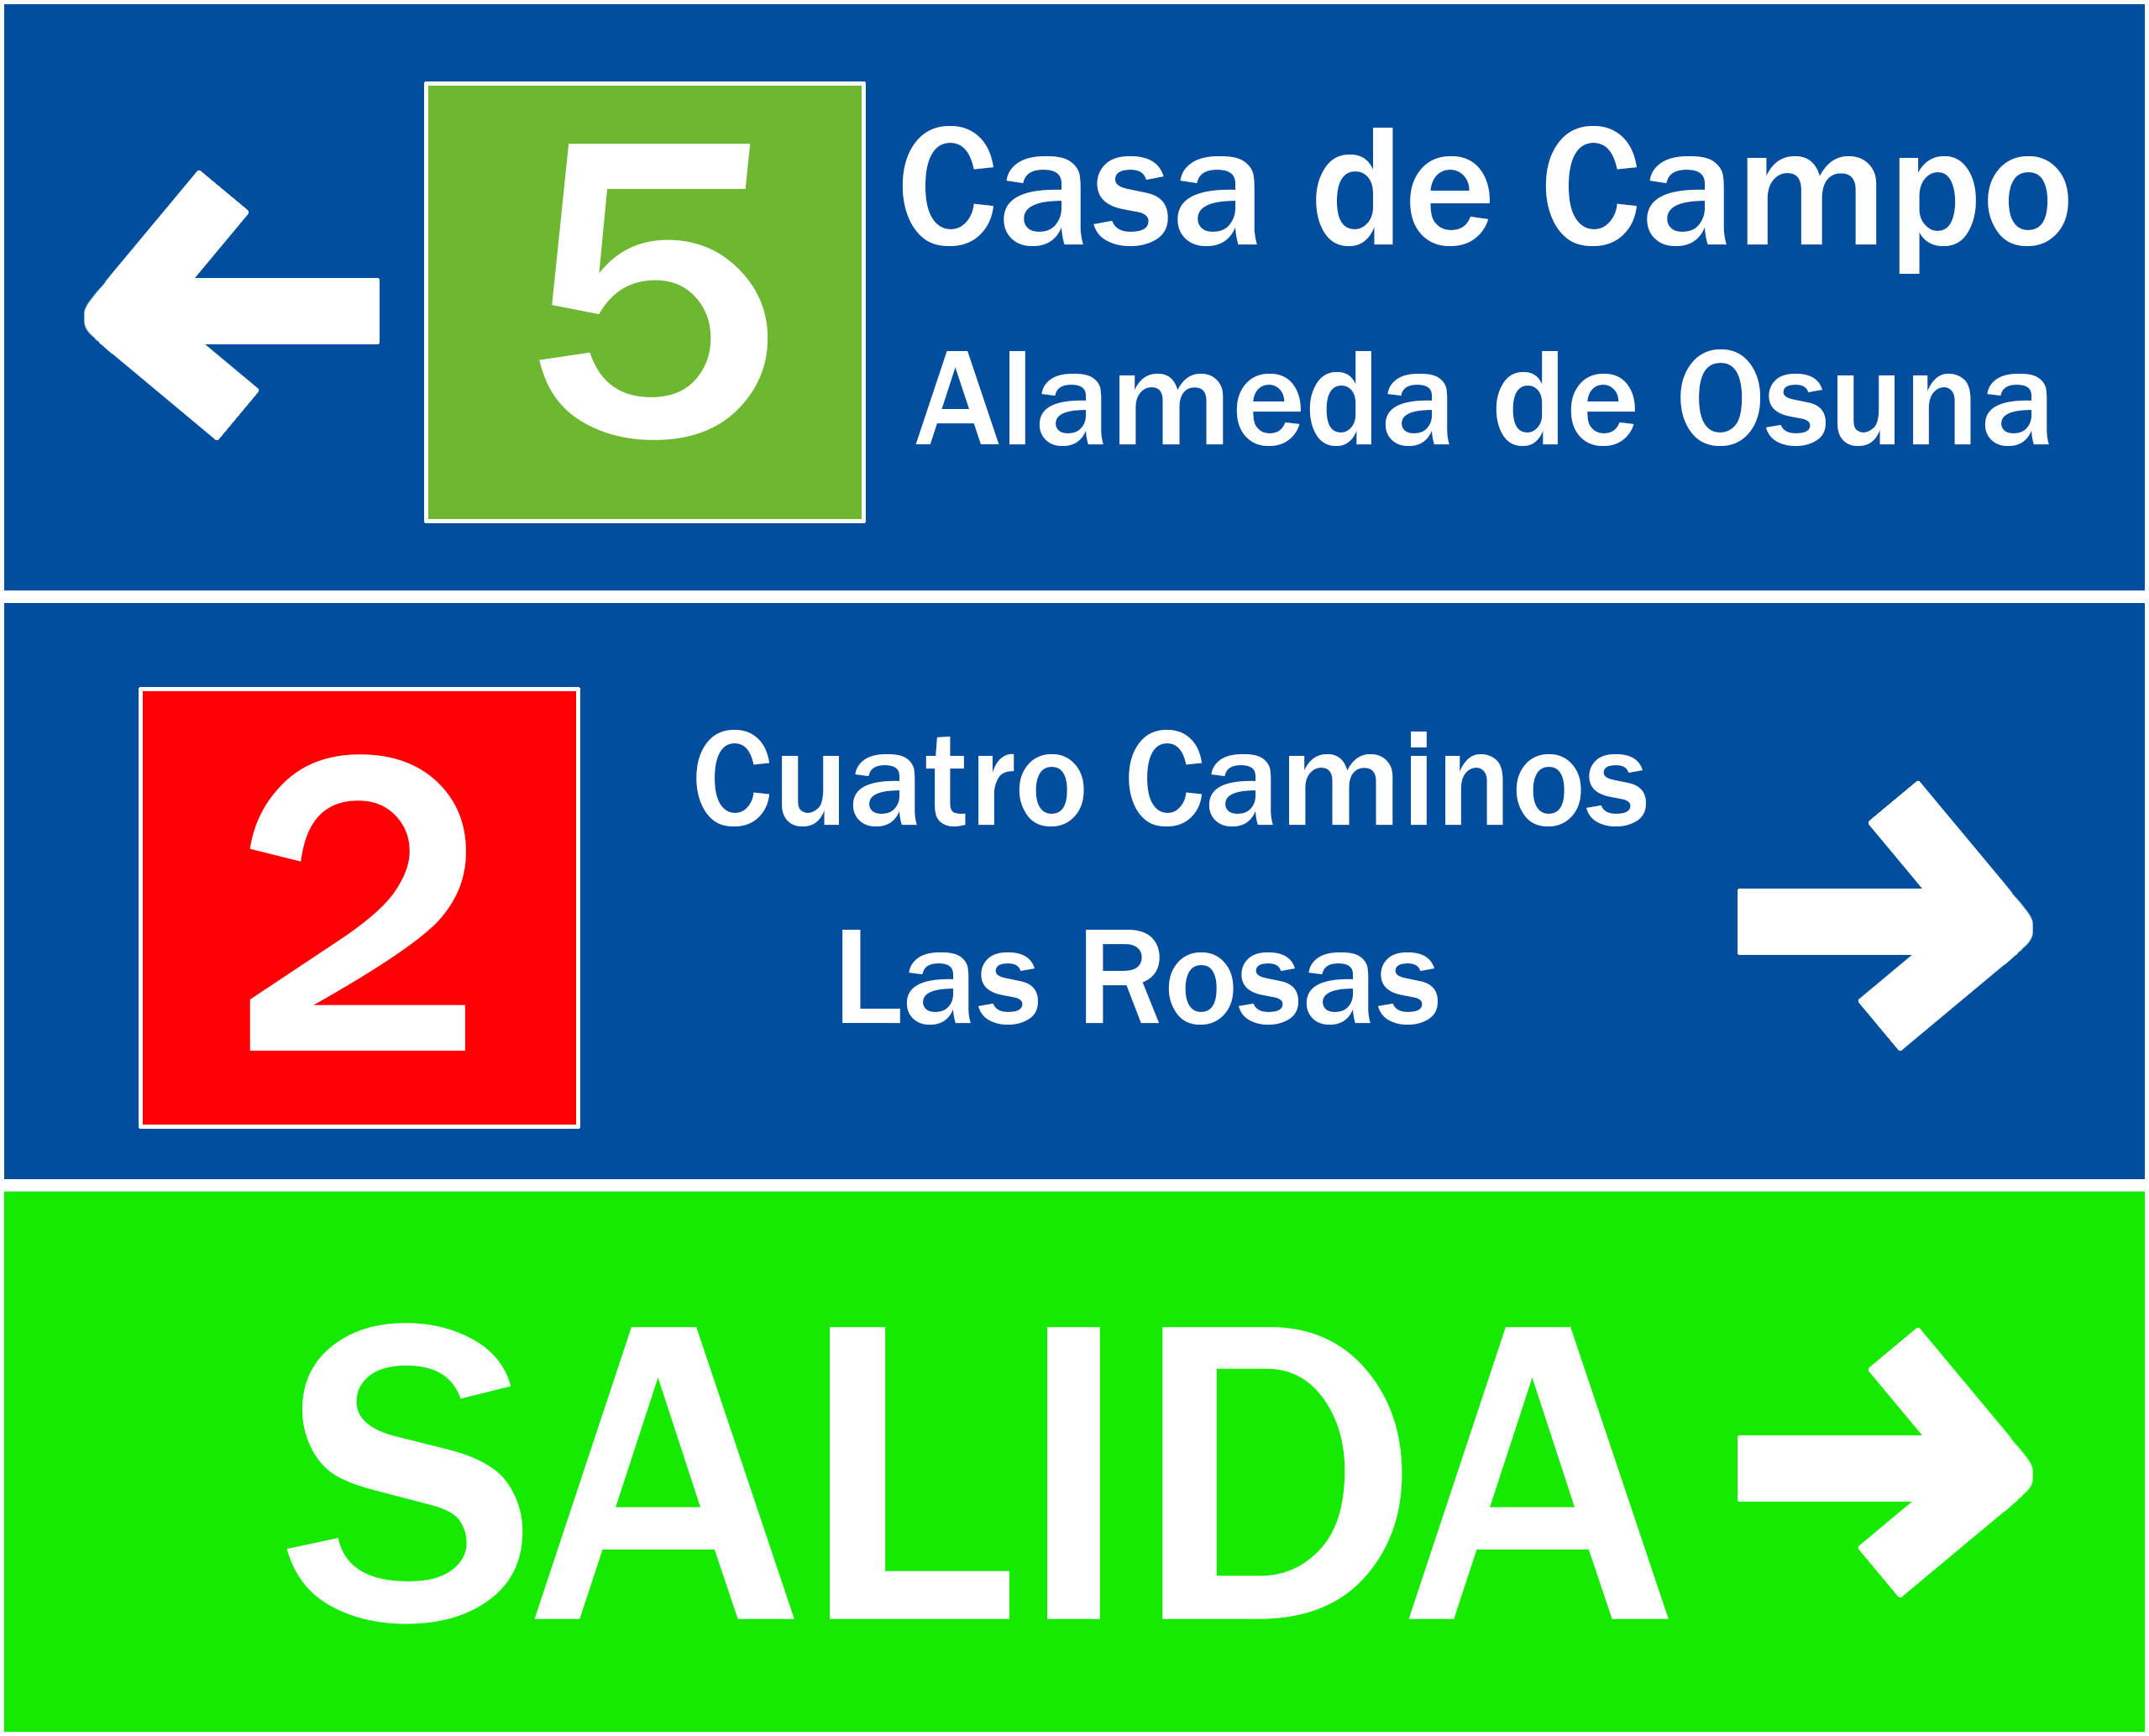 5
Casa de Campo
Alameda de Osuna
2
Cuatro Caminos
Las Rosas
SALIDA